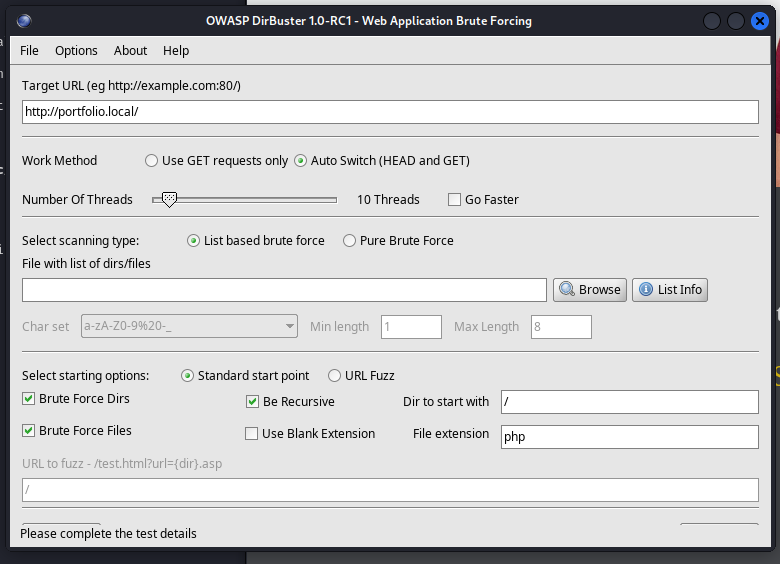 OWASP DirBuster 1.0-RC1 - Web Application Brute Forcing
File Options About Help
Target URL (eg http://example.com:80/)
http://portfolio.local/
Work Method Use GET requests only Auto Switch (HEAD and GET)
Number Of Threads 10 Threads Go Faster
Select scanning type: List based brute force Pure Brute Force
File with list of dirs/files
Browse List Info
Char set a-zA-Z0-9%20-_ Min length 1 Max Length 8
Select starting options: Standard start point URL Fuzz
Brute Force Dirs Be Recursive Dir to start with /
Brute Force Files Use Blank Extension File extension php
URL to fuzz - /test.html?url={dir}.asp
/
Please complete the test details